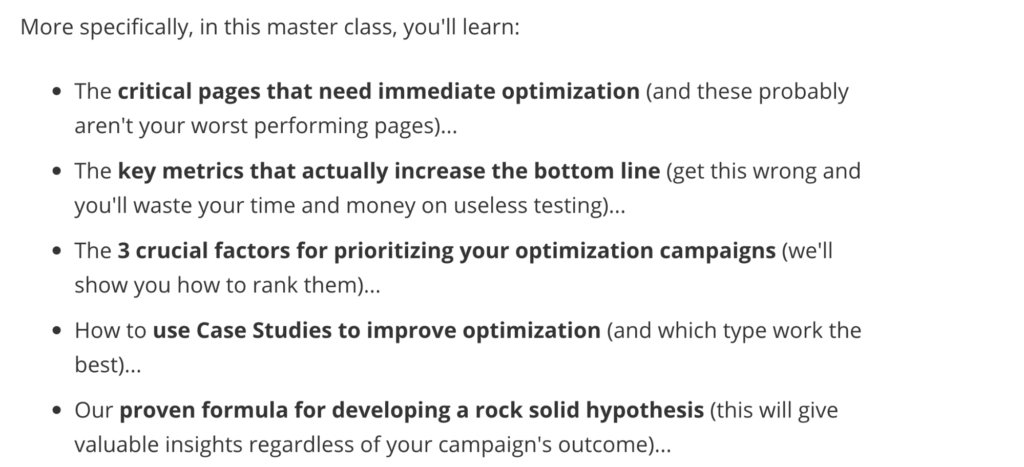 More specifically, in this master class, you'll learn:
• The critical pages that need immediate optimization (and these probably
aren't your worst performing pages)...
• The key metrics that actually increase the bottom line (get this wrong and
you'll waste your time and money on useless testing)...
• The 3 crucial factors for prioritizing your optimization campaigns (we'll
show you how to rank them)...
• How to use Case Studies to improve optimization (and which type work the
best)...
• Our proven formula for developing a rock solid hypothesis (this will give
valuable insights regardless of your campaign's outcome)...